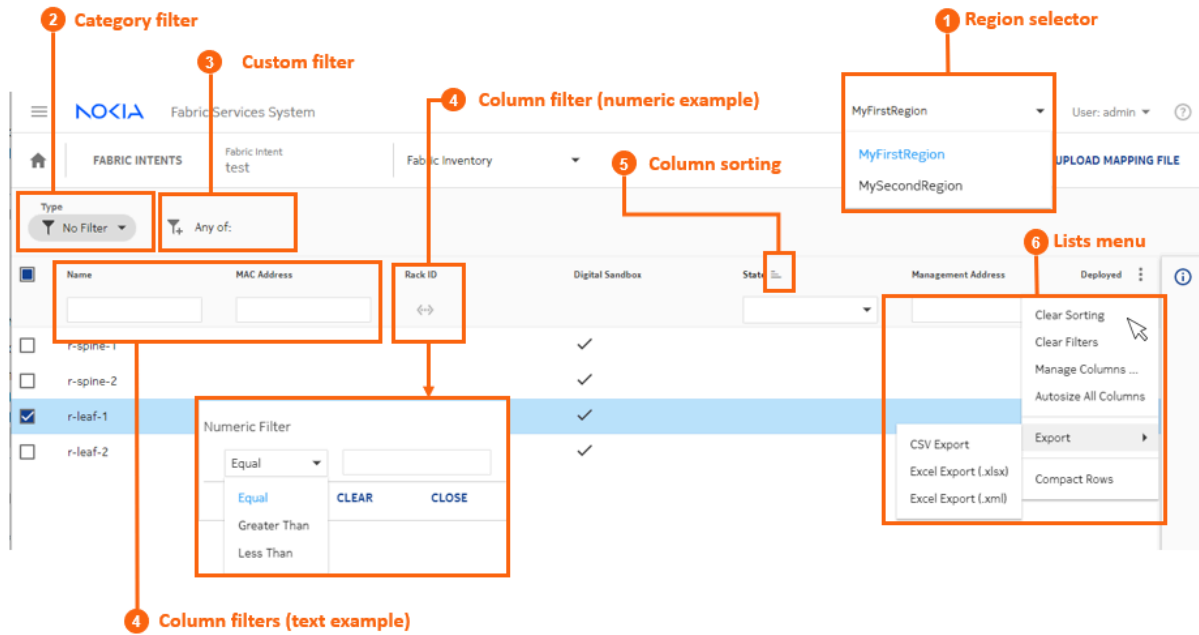 2 Category filter
1 Region selector
3 Custom filter
4 Column filter (numeric example)
NOKIA Fabric Services System
MyFirstRegion
User: admin
?
MyFirstRegion
MySecondRegion
FABRIC INTENTS
Fabric Intent
test
Fabric Inventory
5 Column sorting
UPLOAD MAPPING FILE
Type
No Filter
Any of:
6 Lists menu
Name
MAC Address
Rack ID
Digital Sandbox
State
Management Address
Deployed
Clear Sorting
Clear Filters
Manage Columns ...
Autosize All Columns
Export
Compact Rows
CSV Export
Excel Export (.xlsx)
Excel Export (.xml)
r-spine-1
r-spine-2
r-leaf-1
r-leaf-2
Numeric Filter
Equal
Equal
Greater Than
Less Than
CLEAR
CLOSE
4 Column filters (text example)